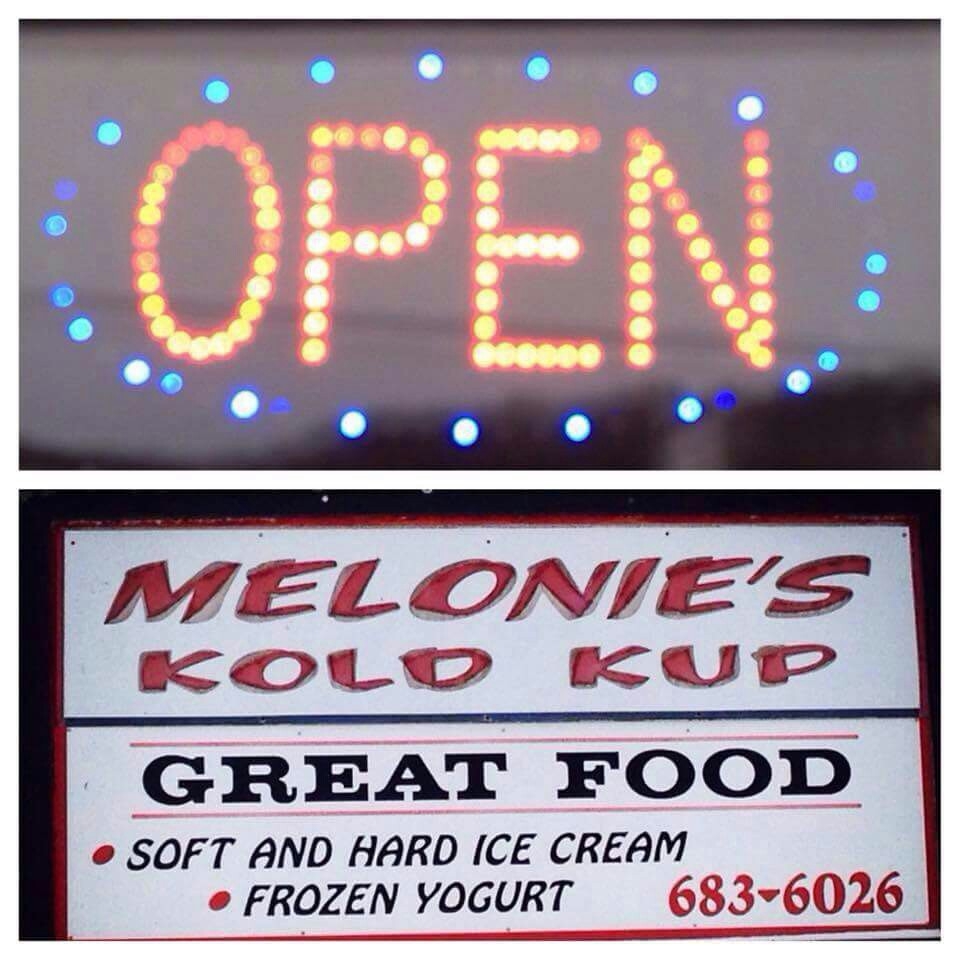 OPEN
MELONIE'S
KOLD KUP
GREAT FOOD
• SOFT AND HARD ICE CREAM
• FROZEN YOGURT 683-6026